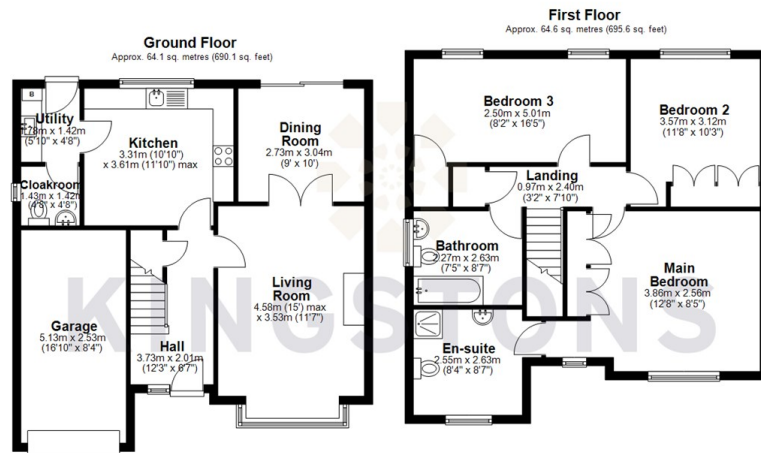 Ground Floor
Approx. 64.1 sq. metres (690.1 sq. feet)
Utility
1.78m x 1.42m
(5'10" x 4'8")
Kitchen
3.31m (10'10")
x 3.61m (11'10") max
Dining
Room
2.73m x 3.04m
(9' x 10')
Cloakroom
1.43m x 1.42m
(4'8" x 4'8")
Living
Room
4.58m (15') max
x 3.53m (11'7")
Garage
5.13m x 2.53m
(16'10" x 8'4")
Hall
3.73m x 2.01m
(12'3" x 6'7")
First Floor
Approx. 64.6 sq. metres (695.6 sq. feet)
Bedroom 3
2.50m x 5.01m
(8'2" x 16'5")
Bedroom 2
3.57m x 3.12m
(11'8" x 10'3")
Landing
0.97m x 2.40m
(3'2" x 7'10")
Bathroom
2.27m x 2.63m
(7'5" x 8'7")
Main
Bedroom
3.86m x 2.56m
(12'8" x 8'5")
En-suite
2.55m x 2.63m
(8'4" x 8'7")
KINGSTONS
B